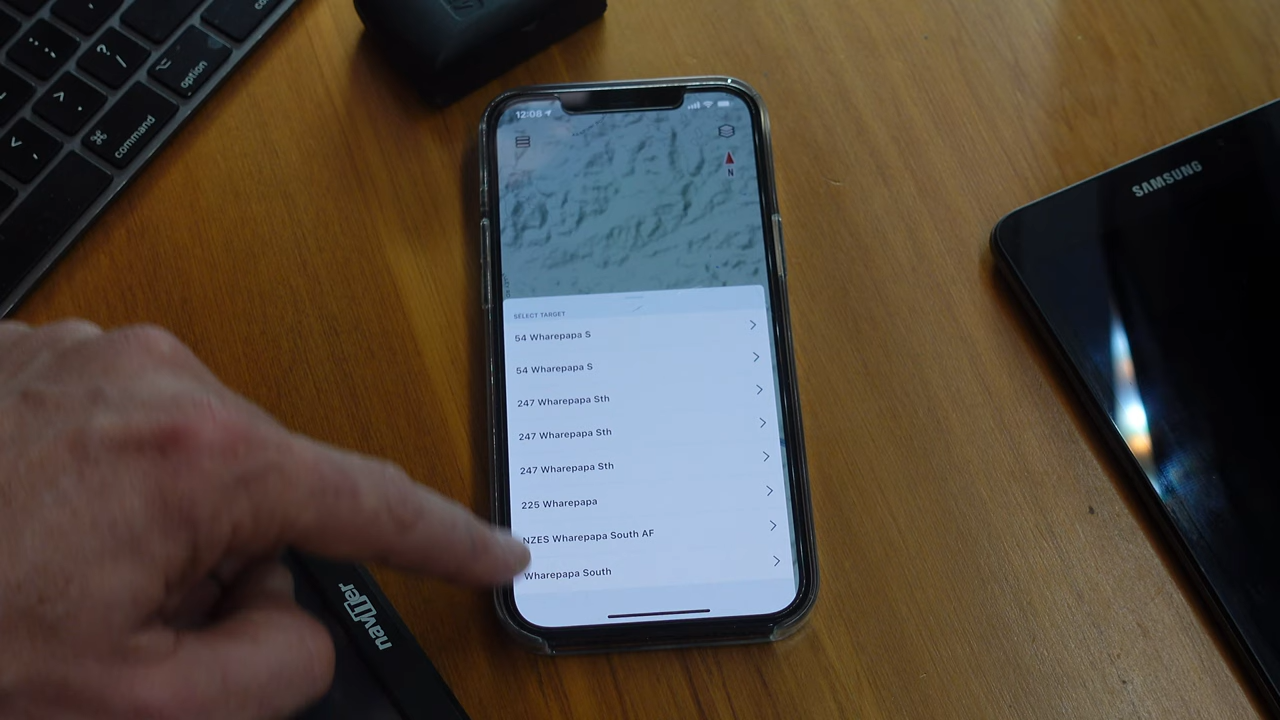 option
command
⌘
? /
: ;
> .
< ,
SAMSUNG
12:08
N
SELECT TARGET
54 Wharepapa S
54 Wharepapa S
247 Wharepapa Sth
247 Wharepapa Sth
247 Wharepapa Sth
225 Wharepapa
NZES Wharepapa South AF
Wharepapa South
naviter